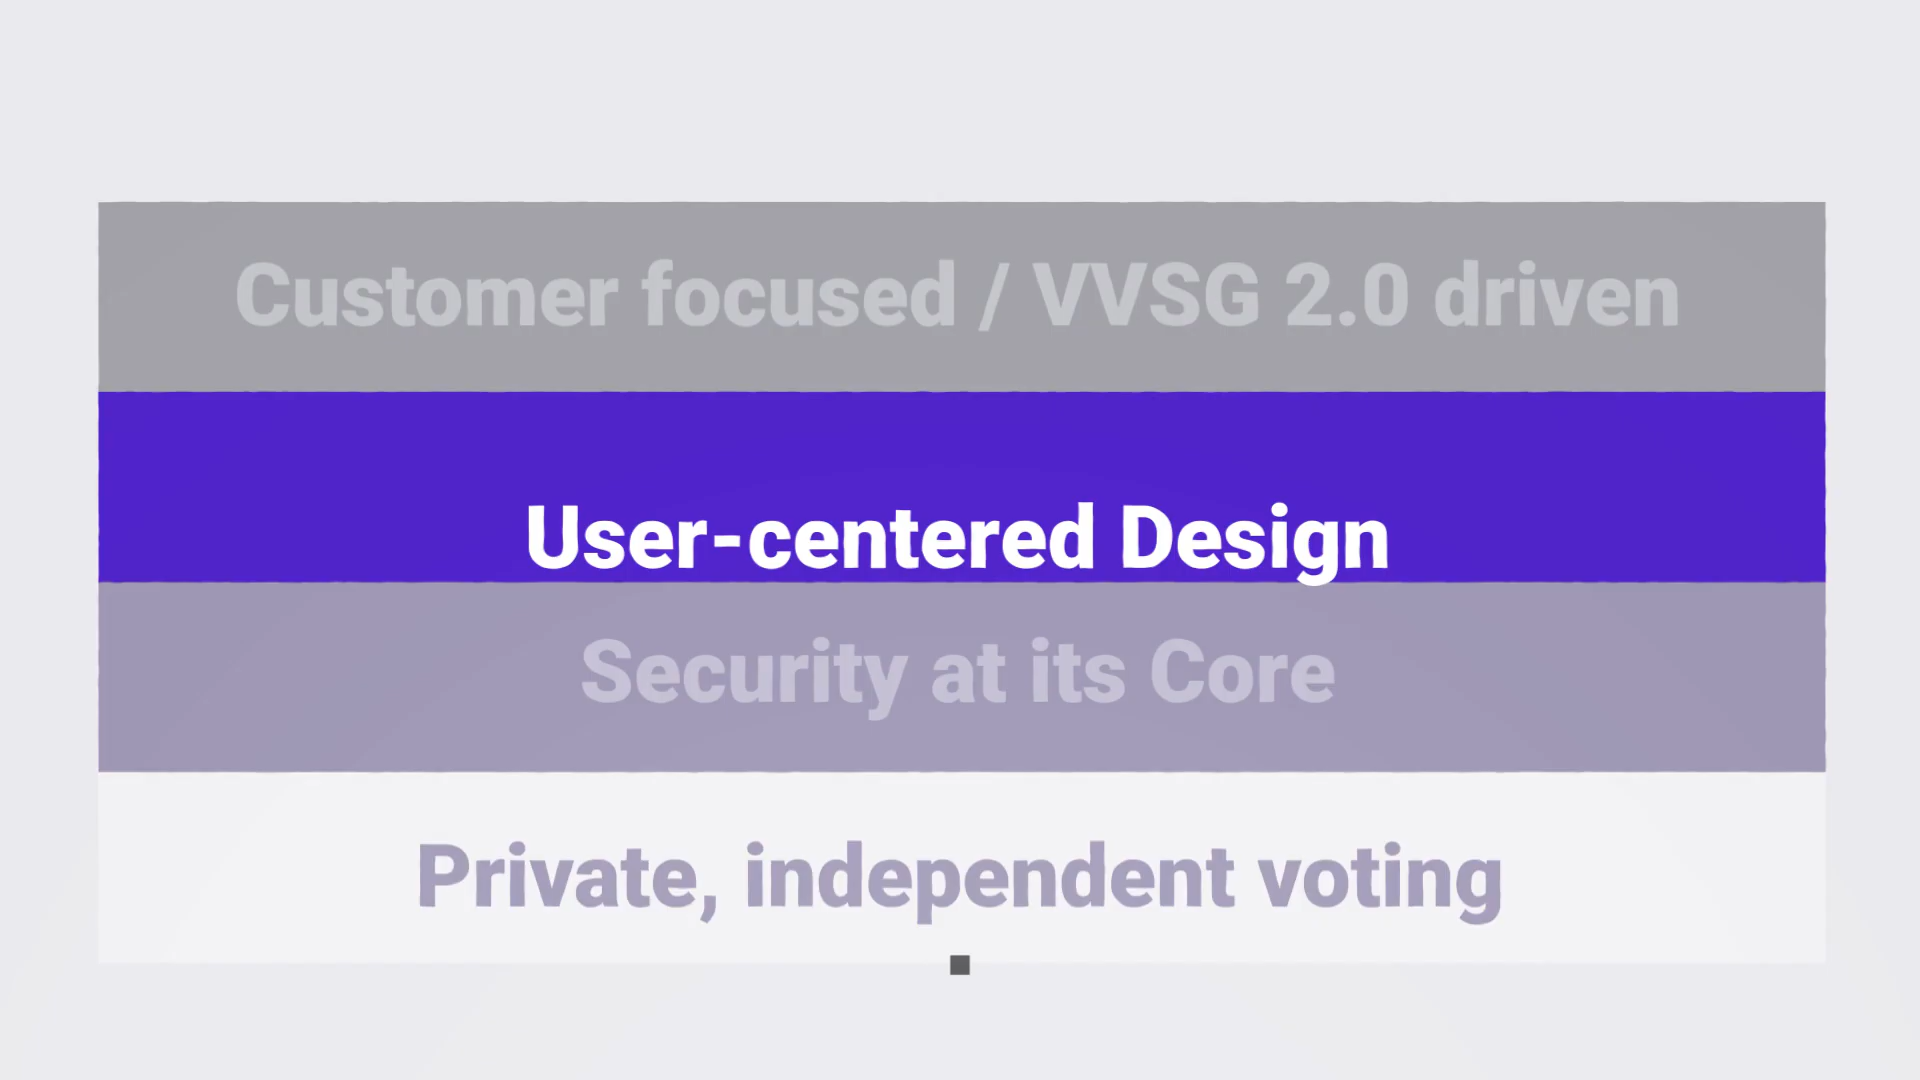 Customer focused / VVSG 2.0 driven
User-centered Design
Security at its Core
Private, independent voting